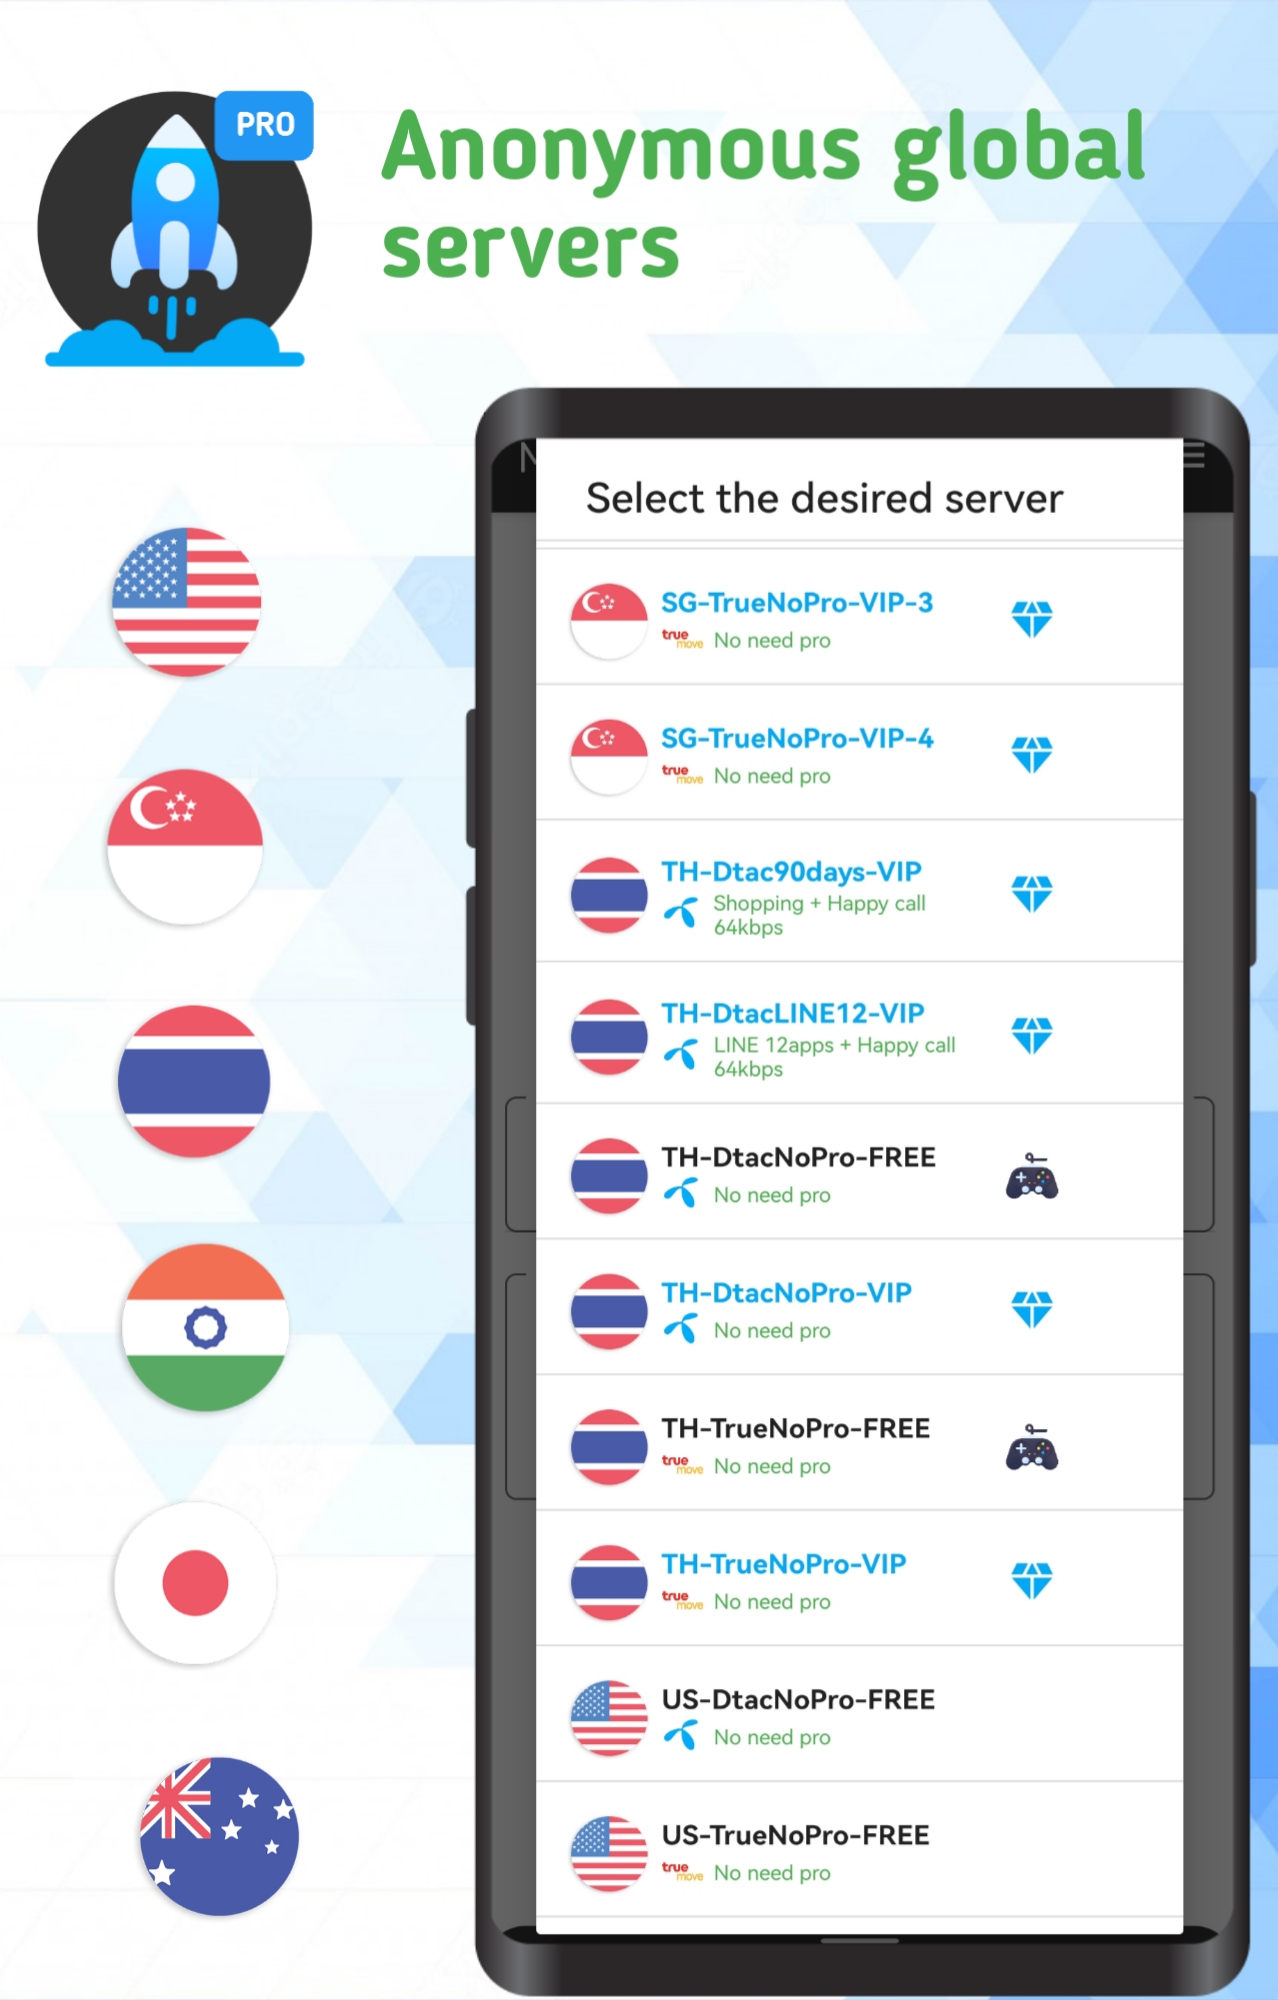 PRO
Anonymous global
servers
Select the desired server
SG-TrueNoPro-VIP-3
true
move
No need pro
SG-TrueNoPro-VIP-4
true
move
No need pro
TH-Dtac90days-VIP
Shopping + Happy call
64kbps
TH-DtacLINE12-VIP
LINE 12apps + Happy call
64kbps
TH-DtacNoPro-FREE
No need pro
TH-DtacNoPro-VIP
No need pro
TH-TrueNoPro-FREE
true
move
No need pro
TH-TrueNoPro-VIP
true
move
No need pro
US-DtacNoPro-FREE
No need pro
US-TrueNoPro-FREE
true
move
No need pro